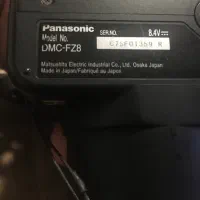 Panasonic
Model No. SER.NO. 8.4V
DMC-FZ8
Matsushita Electric Industrial Co., Ltd. Osaka Japan
Made in Japan/Fabriqué au Japon